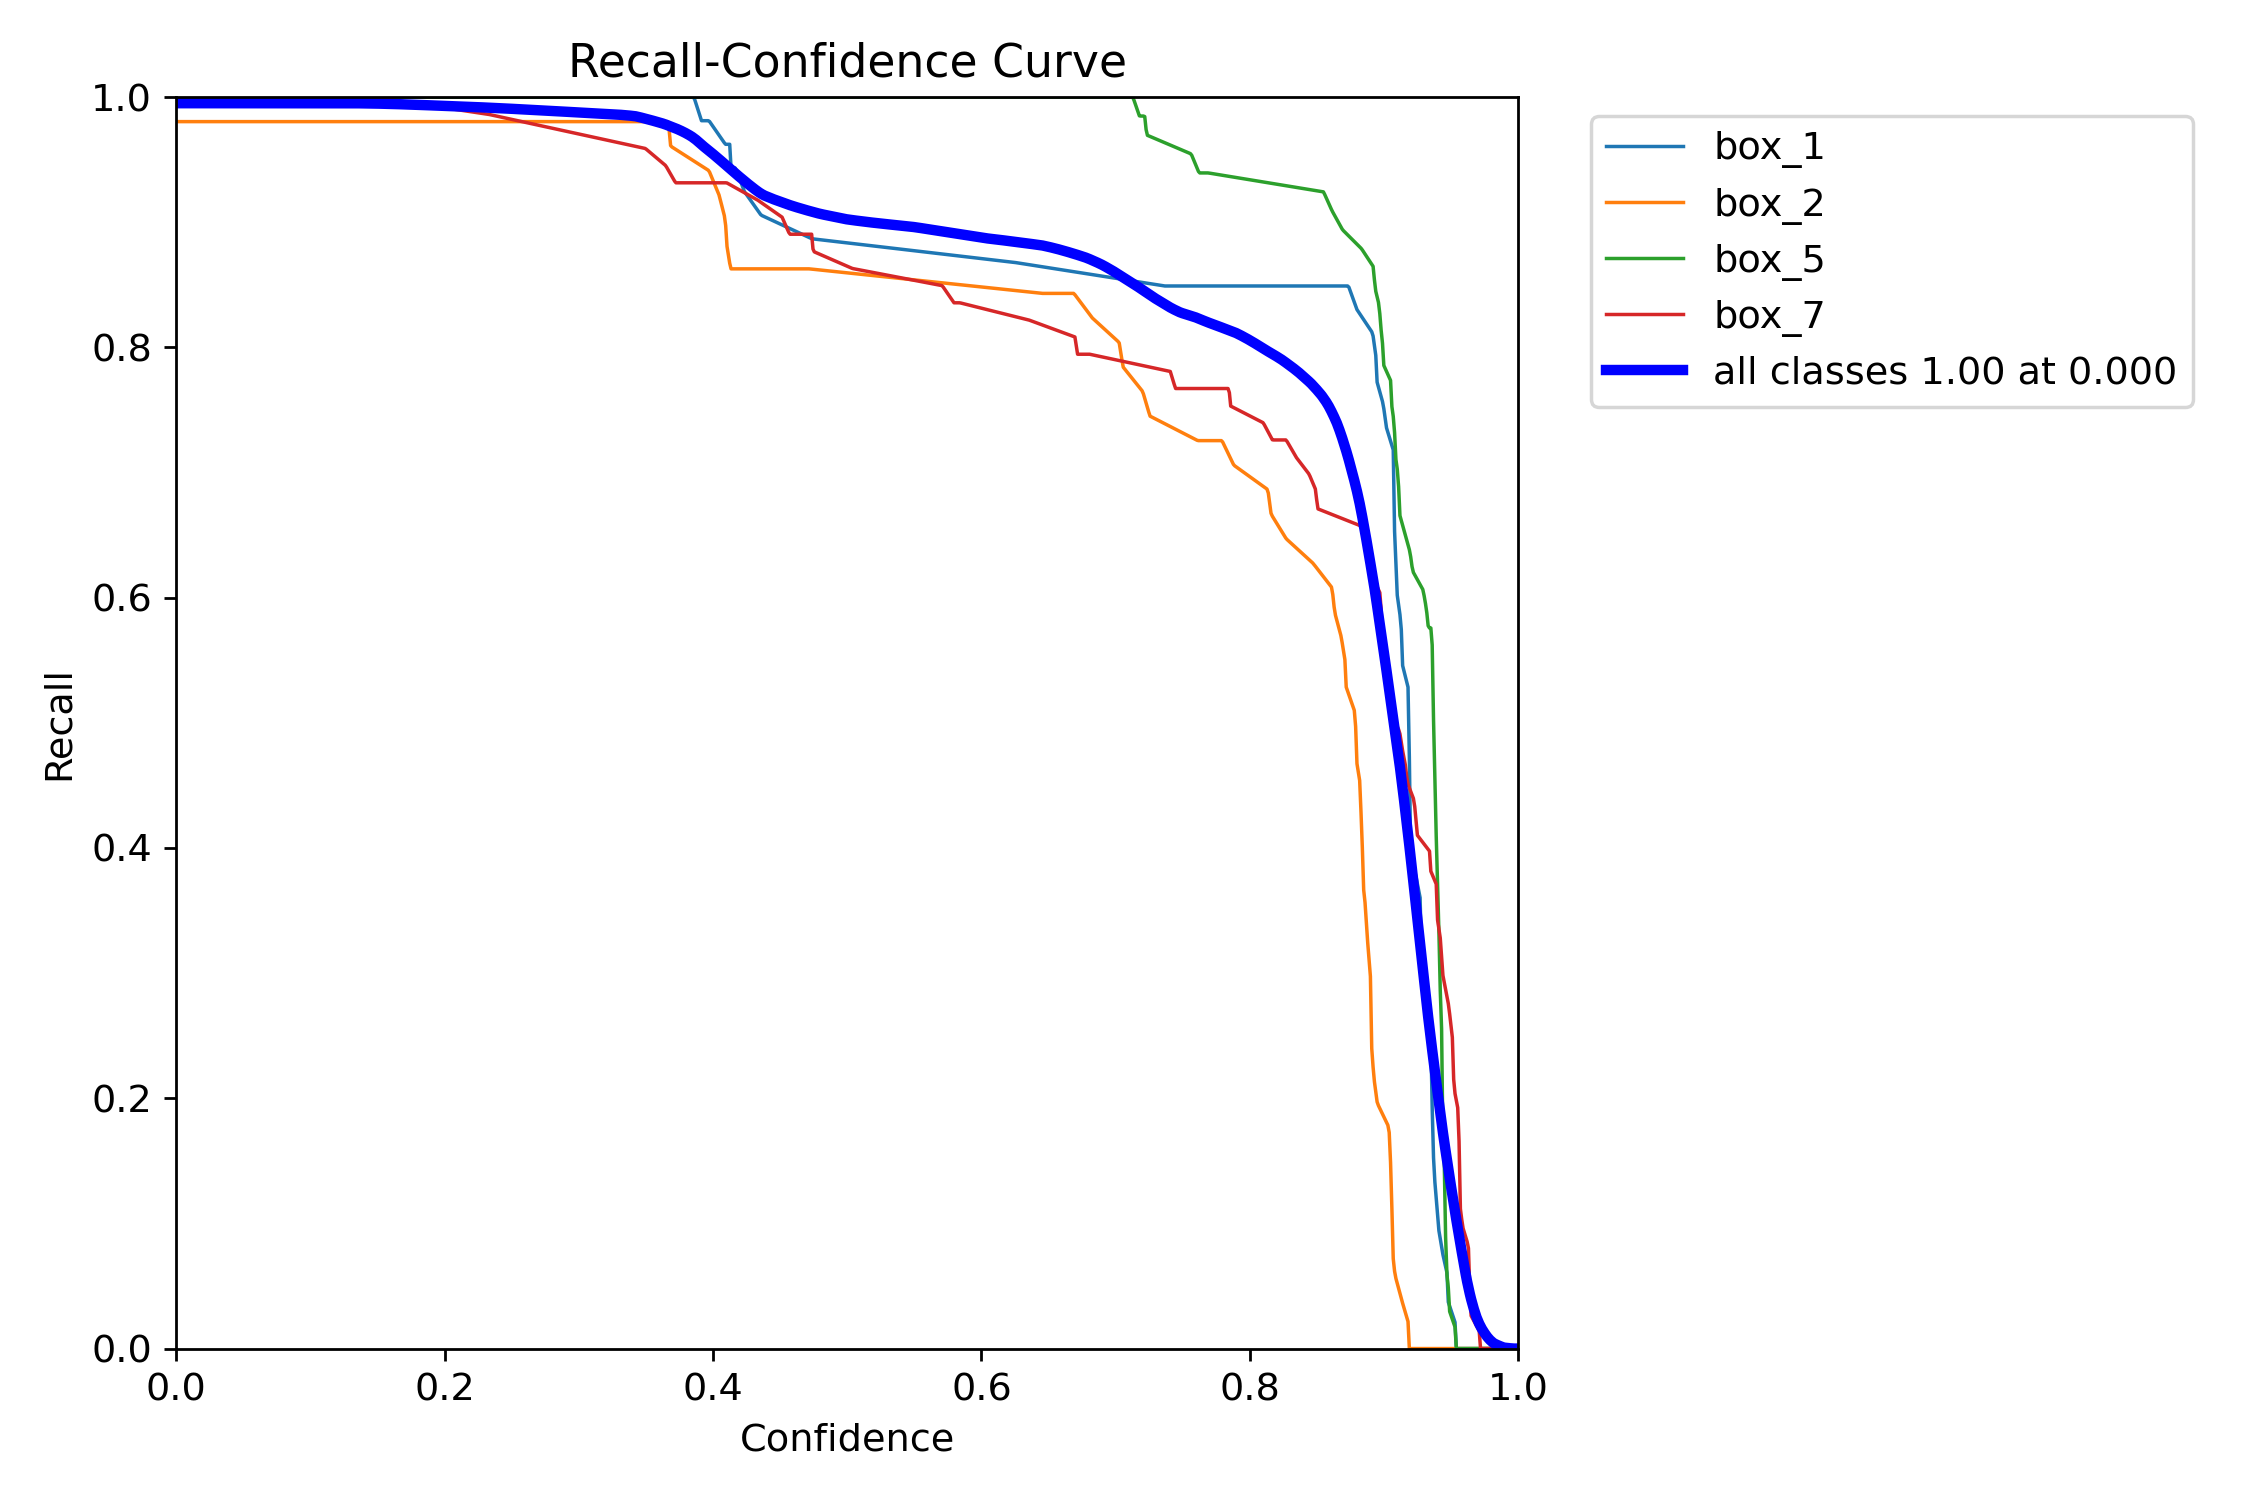 Recall-Confidence Curve
1.0
0.8
0.6
0.4
0.2
0.0
Recall
0.0 0.2 0.4 0.6 0.8 1.0
Confidence
box_1
box_2
box_5
box_7
all classes 1.00 at 0.000